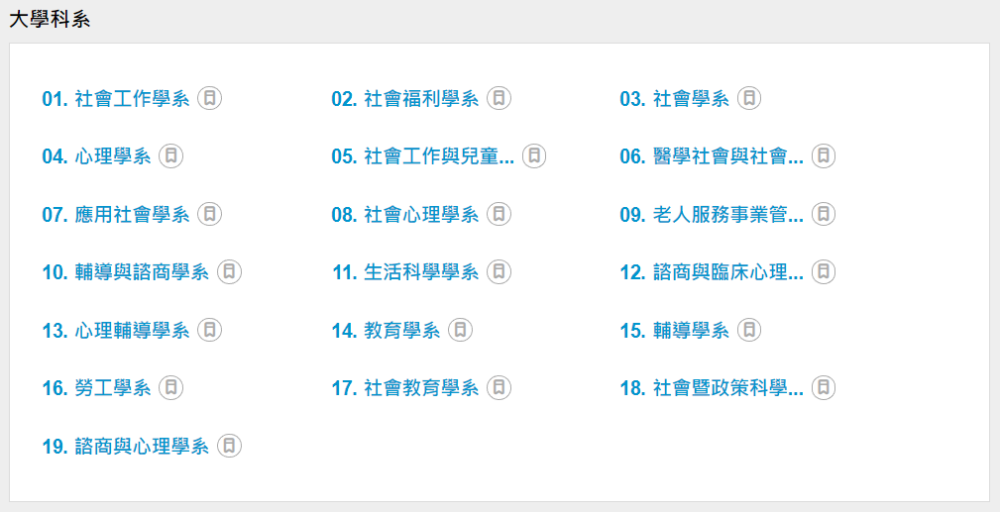 大學科系
01. 社會工作學系
02. 社會福利學系
03. 社會學系
04. 心理學系
05. 社會工作與兒童...
06. 醫學社會與社會...
07. 應用社會學系
08. 社會心理學系
09. 老人服務事業管...
10. 輔導與諮商學系
11. 生活科學學系
12. 諮商與臨床心理...
13. 心理輔導學系
14. 教育學系
15. 輔導學系
16. 勞工學系
17. 社會教育學系
18. 社會暨政策科學...
19. 諮商與心理學系